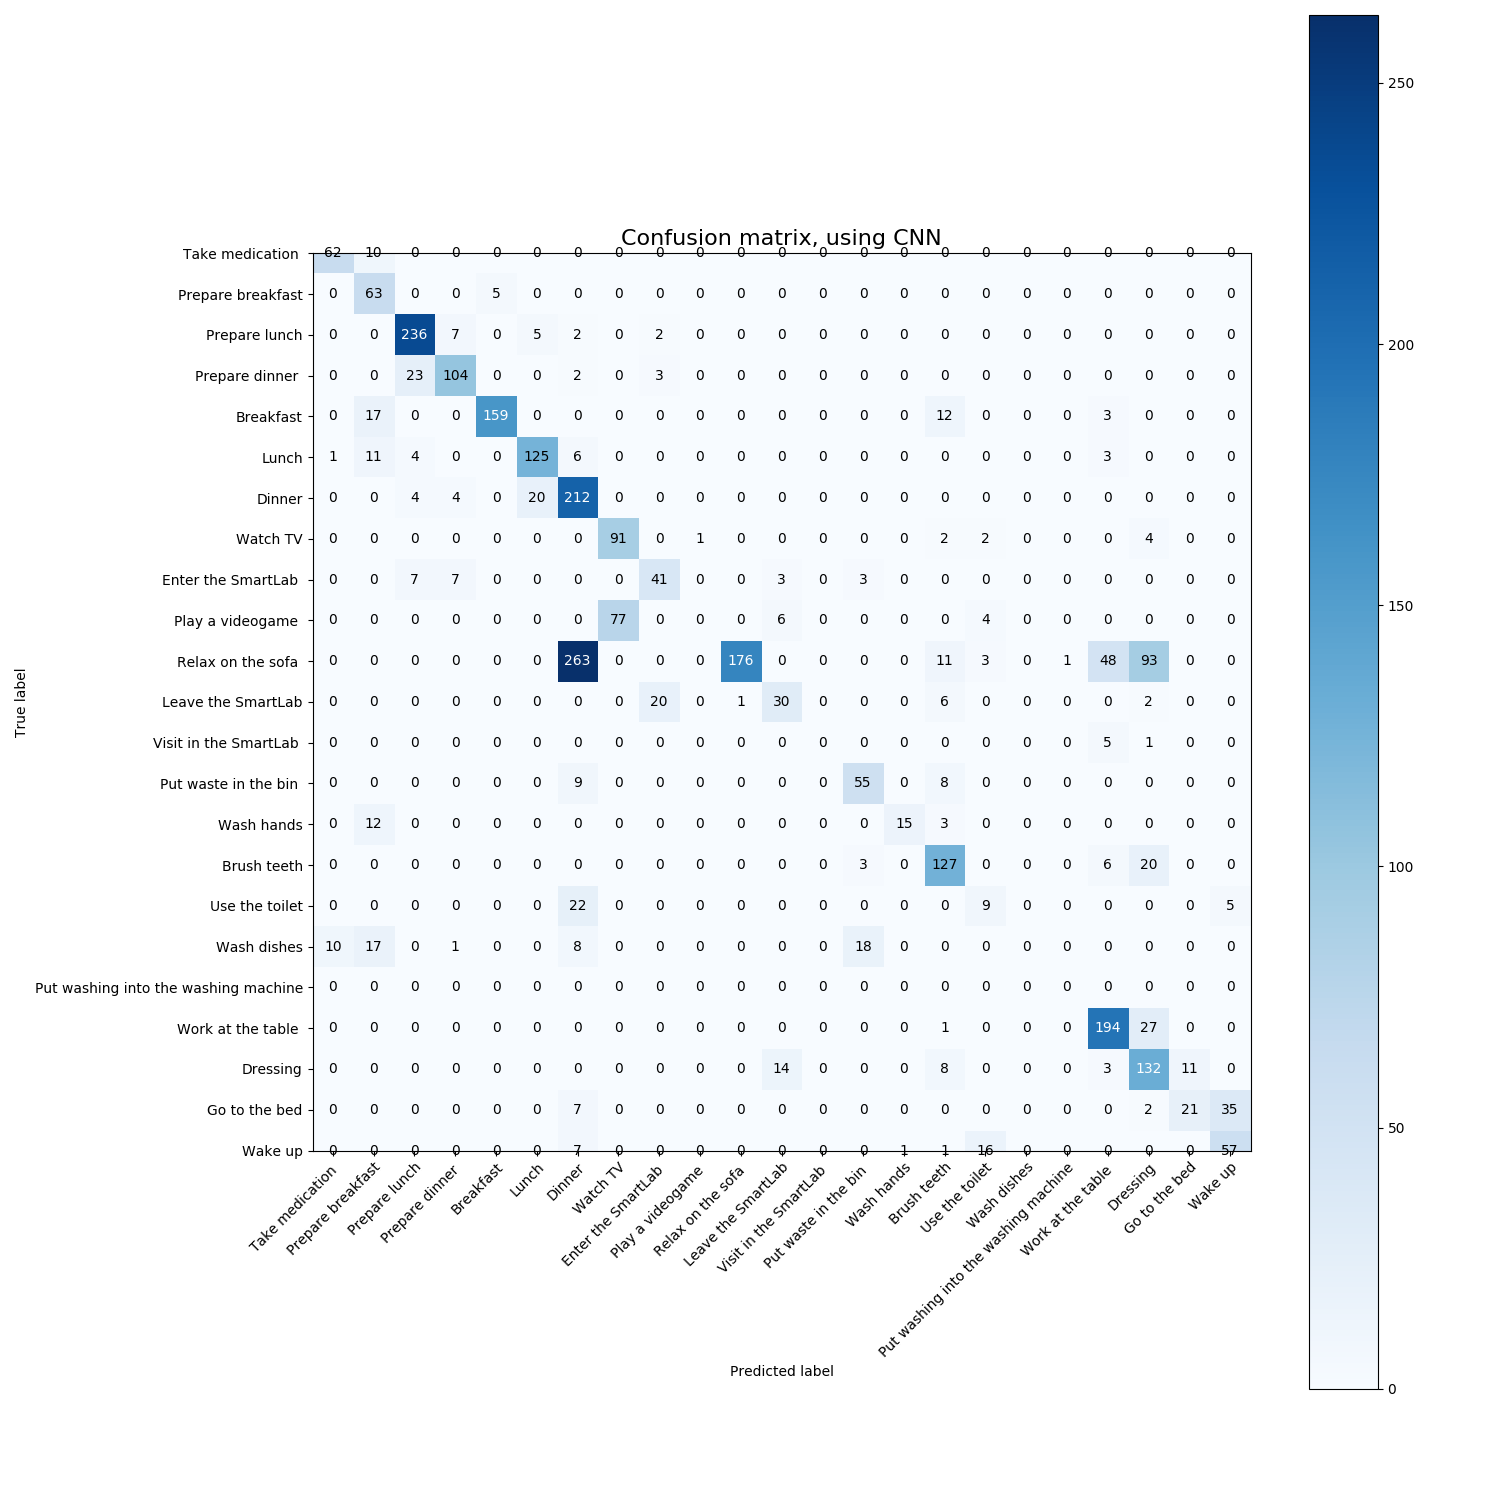 Confusion matrix, using CNN
Take medication 62 10 0 0 0 0 0 0 0 0 0 0 0 0 0 0 0 0 0 0 0 0 0
Prepare breakfast 0 63 0 0 5 0 0 0 0 0 0 0 0 0 0 0 0 0 0 0 0 0 0
Prepare lunch 0 0 236 7 0 5 2 0 2 0 0 0 0 0 0 0 0 0 0 0 0 0 0
Prepare dinner 0 0 23 104 0 0 2 0 3 0 0 0 0 0 0 0 0 0 0 0 0 0 0
Breakfast 0 17 0 0 159 0 0 0 0 0 0 0 0 0 0 12 0 0 0 3 0 0 0
Lunch 1 11 4 0 0 125 6 0 0 0 0 0 0 0 0 0 0 0 0 3 0 0 0
Dinner 0 0 4 4 0 20 212 0 0 0 0 0 0 0 0 0 0 0 0 0 0 0 0
Watch TV 0 0 0 0 0 0 0 91 0 1 0 0 0 0 0 2 2 0 0 0 4 0 0
Enter the SmartLab 0 0 7 7 0 0 0 0 41 0 0 3 0 3 0 0 0 0 0 0 0 0 0
Play a videogame 0 0 0 0 0 0 0 77 0 0 0 6 0 0 0 0 4 0 0 0 0 0 0
Relax on the sofa 0 0 0 0 0 0 263 0 0 0 176 0 0 0 0 11 3 0 1 48 93 0 0
Leave the SmartLab 0 0 0 0 0 0 0 0 20 0 1 30 0 0 0 6 0 0 0 0 2 0 0
Visit in the SmartLab 0 0 0 0 0 0 0 0 0 0 0 0 0 0 0 0 0 0 0 5 1 0 0
Put waste in the bin 0 0 0 0 0 0 9 0 0 0 0 0 0 55 0 8 0 0 0 0 0 0 0
Wash hands 0 12 0 0 0 0 0 0 0 0 0 0 0 0 15 3 0 0 0 0 0 0 0
Brush teeth 0 0 0 0 0 0 0 0 0 0 0 0 0 3 0 127 0 0 0 6 20 0 0
Use the toilet 0 0 0 0 0 0 22 0 0 0 0 0 0 0 0 0 9 0 0 0 0 0 5
Wash dishes 10 17 0 1 0 0 8 0 0 0 0 0 0 18 0 0 0 0 0 0 0 0 0
Put washing into the washing machine 0 0 0 0 0 0 0 0 0 0 0 0 0 0 0 0 0 0 0 0 0 0 0
Work at the table 0 0 0 0 0 0 0 0 0 0 0 0 0 0 0 1 0 0 0 194 27 0 0
Dressing 0 0 0 0 0 0 0 0 0 0 0 14 0 0 0 8 0 0 0 3 132 11 0
Go to the bed 0 0 0 0 0 0 7 0 0 0 0 0 0 0 0 0 0 0 0 0 2 21 35
Wake up 0 0 0 0 0 0 7 0 0 0 0 0 0 0 1 1 16 0 0 0 0 0 57
True label
Take medication
Prepare breakfast
Prepare lunch
Prepare dinner
Breakfast
Lunch
Dinner
Watch TV
Enter the SmartLab
Play a videogame
Relax on the sofa
Leave the SmartLab
Visit in the SmartLab
Put waste in the bin
Wash hands
Brush teeth
Use the toilet
Wash dishes
Put washing into the washing machine
Work at the table
Dressing
Go to the bed
Wake up
Predicted label
250
200
150
100
50
0